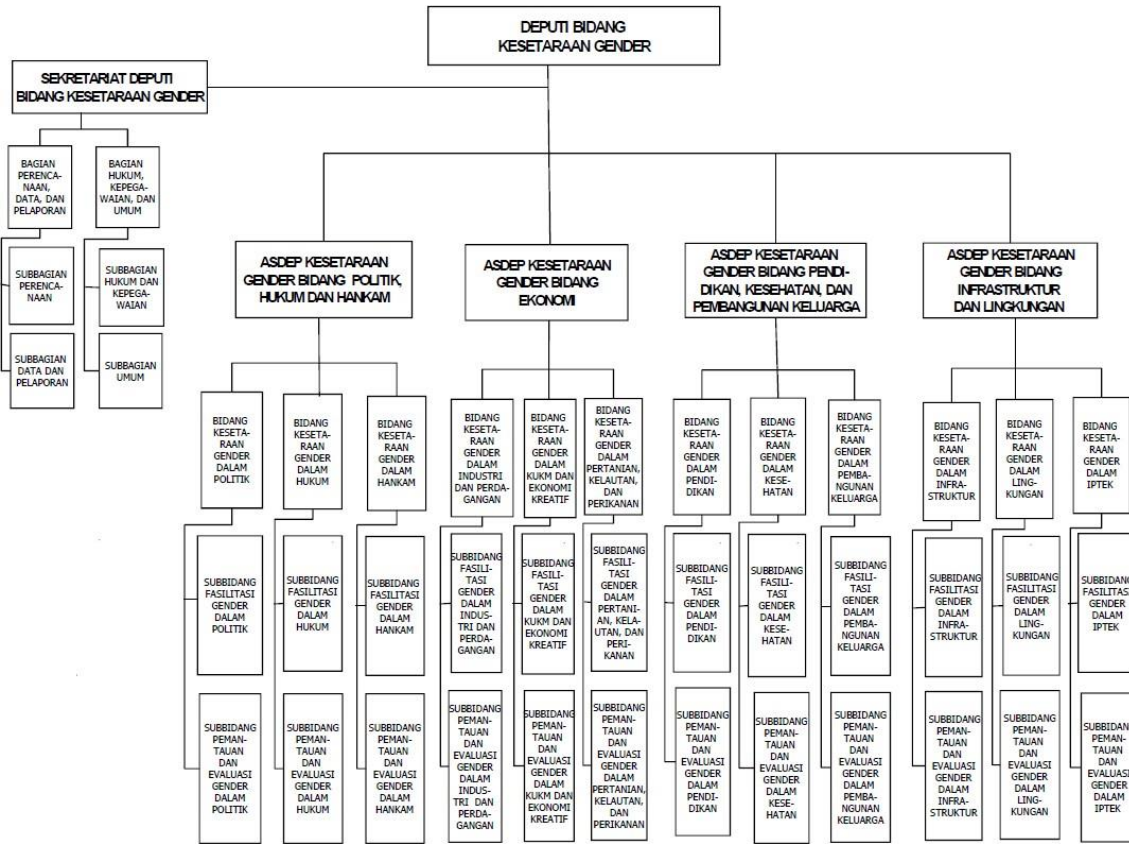 DEPUTI BIDANG
KESETARAAN GENDER
SEKRETARIAT DEPUTI
BIDANG KESETARAAN GENDER
BAGIAN
PERENCA-
NAAN,
DATA, DAN
PELAPORAN
BAGIAN
HUKUM,
KEPEGA-
WAIAN, DAN
UMUM
SUBBAGIAN
PERENCA-
NAAN
SUBBAGIAN
HUKUM DAN
KEPEGA-
WAIAN
SUBBAGIAN
DATA DAN
PELAPORAN
SUBBAGIAN
UMUM
ASDEP KESETARAAN
GENDER BIDANG POLITIK,
HUKUM DAN HANKAM
ASDEP KESETARAAN
GENDER BIDANG
EKONOMI
ASDEP KESETARAAN
GENDER BIDANG PENDI-
DIKAN, KESEHATAN, DAN
PEMBANGUNAN KELUARGA
ASDEP KESETARAAN
GENDER BIDANG
INFRASTRUKTUR
DAN LINGKUNGAN
BIDANG
KESETA-
RAAN
GENDER
DALAM
POLITIK
BIDANG
KESETA-
RAAN
GENDER
DALAM
HUKUM
BIDANG
KESETA-
RAAN
GENDER
DALAM
HANKAM
BIDANG
KESETA-
RAAN
GENDER
DALAM
INDUSTRI
DAN PERDA-
GANGAN
BIDANG
KESETA-
RAAN
GENDER
DALAM
KUKM DAN
EKONOMI
KREATIF
BIDANG
KESETA-
RAAN
GENDER
DALAM
PERTANIAN,
KELAUTAN,
DAN
PERIKANAN
BIDANG
KESETA-
RAAN
GENDER
DALAM
PENDI-
DIKAN
BIDANG
KESETA-
RAAN
GENDER
DALAM
KESE-
HATAN
BIDANG
KESETA-
RAAN
GENDER
DALAM
PEMBA-
NGUNAN
KELUARGA
BIDANG
KESETA-
RAAN
GENDER
DALAM
INFRA-
STRUKTUR
BIDANG
KESETA-
RAAN
GENDER
DALAM
LING-
KUNGAN
BIDANG
KESETA-
RAAN
GENDER
DALAM
IPTEK
SUBBIDANG
FASILITASI
GENDER
DALAM
POLITIK
SUBBIDANG
FASILITASI
GENDER
DALAM
HUKUM
SUBBIDANG
FASILITASI
GENDER
DALAM
HANKAM
SUBBIDANG
FASILI-
TASI
GENDER
DALAM
INDUS-
TRI DAN
PERDA-
GANGAN
SUBBIDANG
FASILI-
TASI
GENDER
DALAM
KUKM DAN
EKONOMI
KREATIF
SUBBIDANG
FASILI-
TASI
GENDER
DALAM
PERTANI-
AN, KELA-
UTAN, DAN
PERI-
KANAN
SUBBIDANG
FASILI-
TASI
GENDER
DALAM
PENDI-
DIKAN
SUBBIDANG
FASILI-
TASI
GENDER
DALAM
KESE-
HATAN
SUBBIDANG
FASILI-
TASI
GENDER
DALAM
PEMBA-
NGUNAN
KELUARGA
SUBBIDANG
FASILITASI
GENDER
DALAM
INFRA-
STRUKTUR
SUBBIDANG
FASILITASI
GENDER
DALAM
LING-
KUNGAN
SUBBIDANG
FASILITASI
GENDER
DALAM
IPTEK
SUBBIDANG
PEMAN-
TAUAN
DAN
EVALUASI
GENDER
DALAM
POLITIK
SUBBIDANG
PEMAN-
TAUAN
DAN
EVALUASI
GENDER
DALAM
HUKUM
SUBBIDANG
PEMAN-
TAUAN
DAN
EVALUASI
GENDER
DALAM
HANKAM
SUBBIDANG
PEMAN-
TAUAN
DAN
EVALUASI
GENDER
DALAM
INDUS-
TRI DAN
PERDA-
GANGAN
SUBBIDANG
PEMAN-
TAUAN
DAN
EVALUASI
GENDER
DALAM
KUKM DAN
EKONOMI
KREATIF
SUBBIDANG
PEMAN-
TAUAN
DAN
EVALUASI
GENDER
DALAM
PERTANIAN,
KELAUTAN,
DAN
PERIKANAN
SUBBIDANG
PEMAN-
TAUAN
DAN
EVALUASI
GENDER
DALAM
PENDI-
DIKAN
SUBBIDANG
PEMAN-
TAUAN
DAN
EVALUASI
GENDER
DALAM
KESE-
HATAN
SUBBIDANG
PEMAN-
TAUAN
DAN
EVALUASI
GENDER
DALAM
PEMBA-
NGUNAN
KELUARGA
SUBBIDANG
PEMAN-
TAUAN
DAN
EVALUASI
GENDER
DALAM
INFRA-
STRUKTUR
SUBBIDANG
PEMAN-
TAUAN
DAN
EVALUASI
GENDER
DALAM
LING-
KUNGAN
SUBBIDANG
PEMAN-
TAUAN
DAN
EVALUASI
GENDER
DALAM
IPTEK